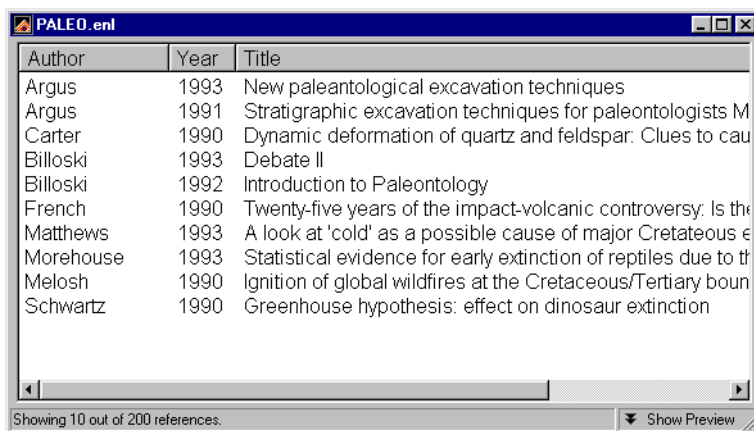 PALEO.enl
Author Year Title
Argus 1993 New paleantological excavation techniques
Argus 1991 Stratigraphic excavation techniques for paleontologists M
Carter 1990 Dynamic deformation of quartz and feldspar: Clues to cau
Billoski 1993 Debate II
Billoski 1992 Introduction to Paleontology
French 1990 Twenty-five years of the impact-volcanic controversy: Is the
Matthews 1993 A look at 'cold' as a possible cause of major Cretateous e
Morehouse 1993 Statistical evidence for early extinction of reptiles due to th
Melosh 1990 Ignition of global wildfires at the Cretaceous/Tertiary boun
Schwartz 1990 Greenhouse hypothesis: effect on dinosaur extinction
Showing 10 out of 200 references. Show Preview